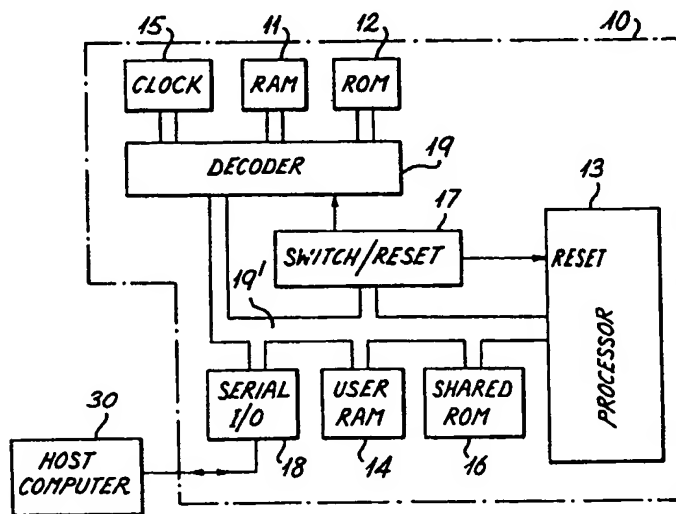 15
11
12
10
CLOCK
RAM
ROM
DECODER
19
17
13
SWITCH/RESET
RESET
19'
PROCESSOR
SERIAL
I/O
USER
RAM
SHARED
ROM
30
18
14
16
HOST
COMPUTER